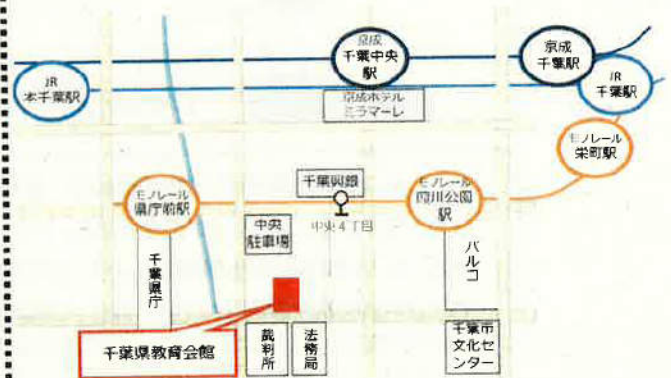 京成
千葉中央
駅
京成
千葉駅
JR
本千葉駅
JR
千葉駅
京成ホテル
ミラマーレ
モノレール
栄町駅
モノレール
県庁前駅
千葉興銀
モノレール
葭川公園
駅
中央
駐車場
中央4丁目
千葉県庁
パルコ
千葉県教育会館
裁判所
法務局
千葉市
文化セ
ンター